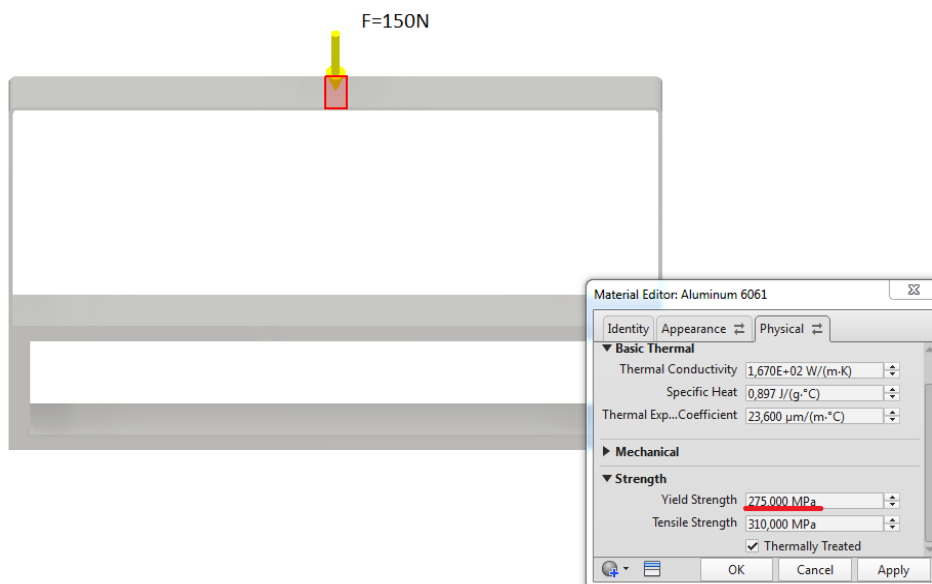 F=150N
Material Editor: Aluminum 6061
Identity Appearance Physical
Basic Thermal
Thermal Conductivity 1,670E+02 W/(m·K)
Specific Heat 0,897 J/(g·°C)
Thermal Exp...Coefficient 23,600 µm/(m·°C)
Mechanical
Strength
Yield Strength 275,000 MPa
Tensile Strength 310,000 MPa
Thermally Treated
OK Cancel Apply